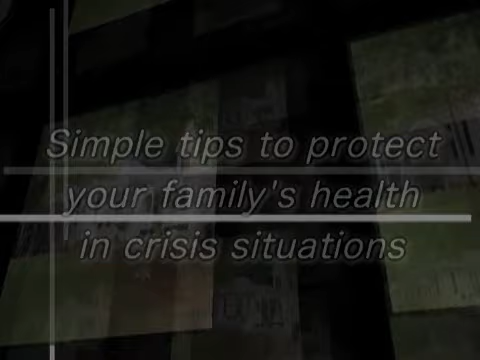 Simple tips to protect
your family's health
in crisis situations